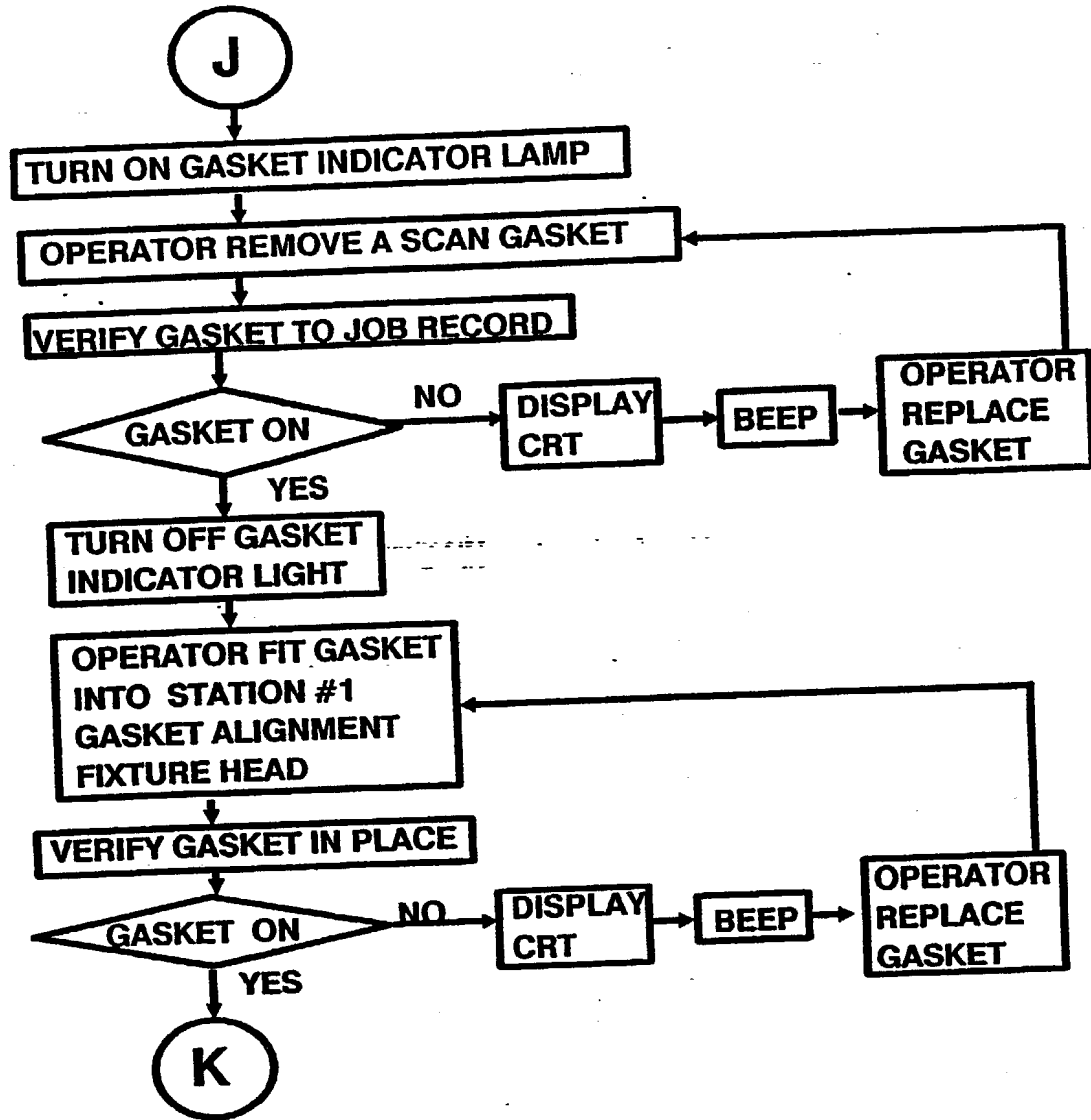 J
TURN ON GASKET INDICATOR LAMP
OPERATOR REMOVE A SCAN GASKET
VERIFY GASKET TO JOB RECORD
GASKET ON
NO
DISPLAY
CRT
BEEP
OPERATOR
REPLACE
GASKET
YES
TURN OFF GASKET
INDICATOR LIGHT
OPERATOR FIT GASKET
INTO STATION #1
GASKET ALIGNMENT
FIXTURE HEAD
VERIFY GASKET IN PLACE
GASKET ON
NO
DISPLAY
CRT
BEEP
OPERATOR
REPLACE
GASKET
YES
K